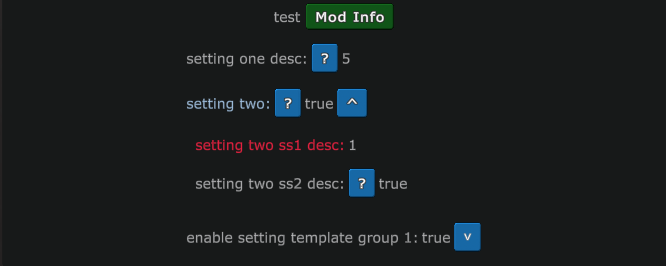 test Mod Info
setting one desc: ? 5
setting two: ? true ^
setting two ss1 desc: 1
setting two ss2 desc: ? true
enable setting template group 1: true v